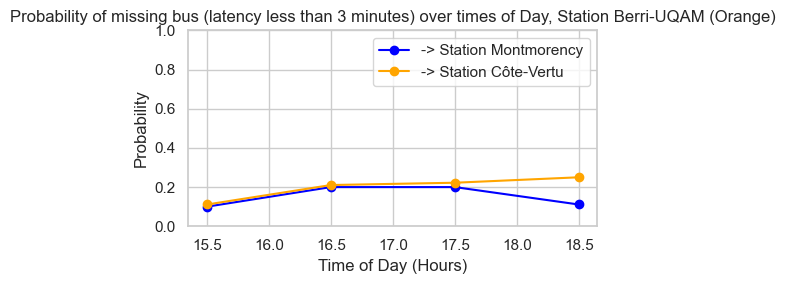 Probability of missing bus (latency less than 3 minutes) over times of Day, Station Berri-UQAM (Orange)
1.0
0.8
0.6
0.4
0.2
0.0
Probability
-> Station Montmorency
-> Station Côte-Vertu
15.5 16.0 16.5 17.0 17.5 18.0 18.5
Time of Day (Hours)